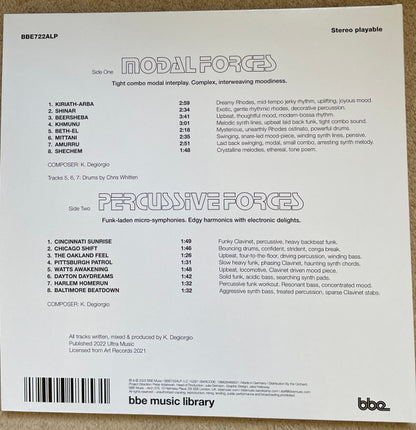 BBE722ALP
Stereo playable
Side One
MODAL FORCES
Tight combo modal interplay. Complex, interweaving moodiness.
1. KIRIATH-ARBA 2:59 Dreamy Rhodes, mid-tempo jerky rhythm, uplifting, joyous mood.
2. SHINAR 2:34 Exotic, gentle rhythmic melodies, decorative percussion.
3. BEERSHEBA 3:41 Upbeat, thoughtful mood, modern bossa rhythm.
4. KHMUNU 3:01 Melodic synth lines, upbeat laid back funk, tight combo sound.
5. BETH-EL 2:18 Mysterious, unearthly Rhodes ostinato, powerful drums.
6. MITTANI 2:35 Swinging, snare-led mood-piece, winding synth lines, pensive.
7. AMURRU 2:51 Laid back swinging, modal, small combo, arresting synth melody.
8. SHECHEM 1:48 Crystalline melodies, ethereal, tone poem.
COMPOSER: K. Degiorgio
Tracks 5, 6, 7: Drums by Chris Whitten
Side Two
PERCUSSIVE FORCES
Funk-laden micro-symphonies. Edgy harmonics with electronic delights.
1. CINCINNATI SUNRISE 1:49 Funky Clavinet, percussive, heavy backbeat funk.
2. CHICAGO SHIFT 1:46 Bouncing drums, confident, strident, conga break.
3. THE OAKLAND FEEL 1:26 Upbeat, four-to-the-floor, driving percussion, winding bass.
4. PITTSBURGH PATROL 1:31 Slow heavy funk, phasing Clavinet, haunting synth chords.
5. WATTS AWAKENING 1:48 Upbeat, locomotive, Clavinet driven mood piece.
6. DAYTON DAYDREAMS 1:44 Solid funk, acidic bass, serene pads in contrast.
7. HARLEM HOMERUN 1:32 Percussive funk workout, Resonant bass, concentrated mood.
8. BALTIMORE BEATDOWN 1:32 Aggressive synth bass, treated percussion, sparse Clavinet stabs.
COMPOSER: K. Degiorgio
All tracks written, mixed & produced by K. Degiorgio
Published 2022 Ultra Music
Licensed from Art Records 2021
bbe music library
bbe